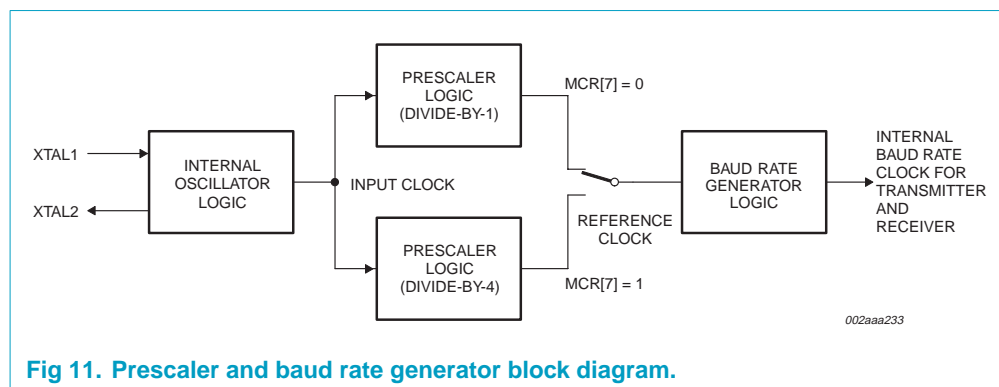 XTAL1
XTAL2
INTERNAL
OSCILLATOR
LOGIC
INPUT CLOCK
PRESCALER
LOGIC
(DIVIDE-BY-1)
MCR[7] = 0
PRESCALER
LOGIC
(DIVIDE-BY-4)
MCR[7] = 1
REFERENCE
CLOCK
BAUD RATE
GENERATOR
LOGIC
INTERNAL
BAUD RATE
CLOCK FOR
TRANSMITTER
AND
RECEIVER
002aaa233
Fig 11. Prescaler and baud rate generator block diagram.